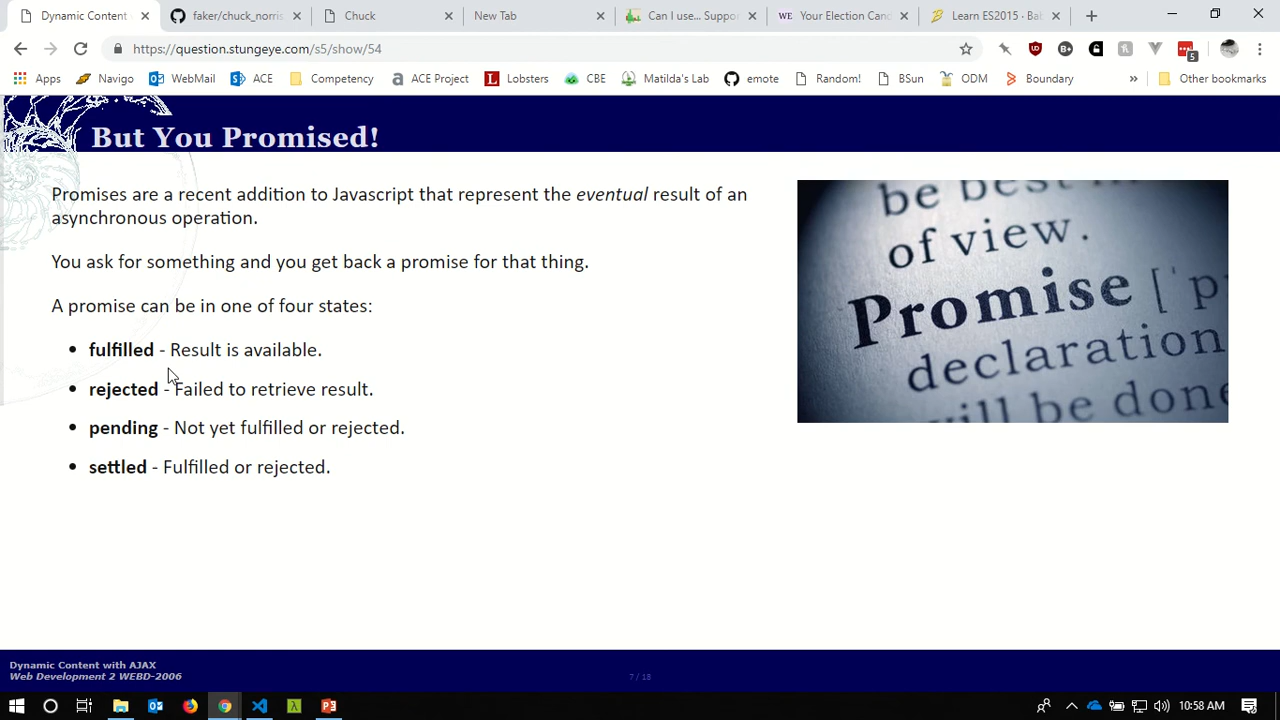 Dynamic Content
faker/chuck_norris
Chuck
New Tab
Can I use... Suppor
Your Election Cand
Learn ES2015 · Bab
https://question.stungeye.com/s5/show/54
5
Apps
Navigo
WebMail
ACE
Competency
ACE Project
Lobsters
CBE
Matilda's Lab
emote
Random!
BSun
ODM
Boundary
»
Other bookmarks
But You Promised!
Promises are a recent addition to Javascript that represent the eventual result of an
asynchronous operation.
You ask for something and you get back a promise for that thing.
A promise can be in one of four states:
• fulfilled - Result is available.
• rejected - Failed to retrieve result.
• pending - Not yet fulfilled or rejected.
• settled - Fulfilled or rejected.
be best
of view.
Promise ['p
declaration
will be done
Dynamic Content with AJAX
Web Development 2 WEBD-2006
7 / 18
10:58 AM